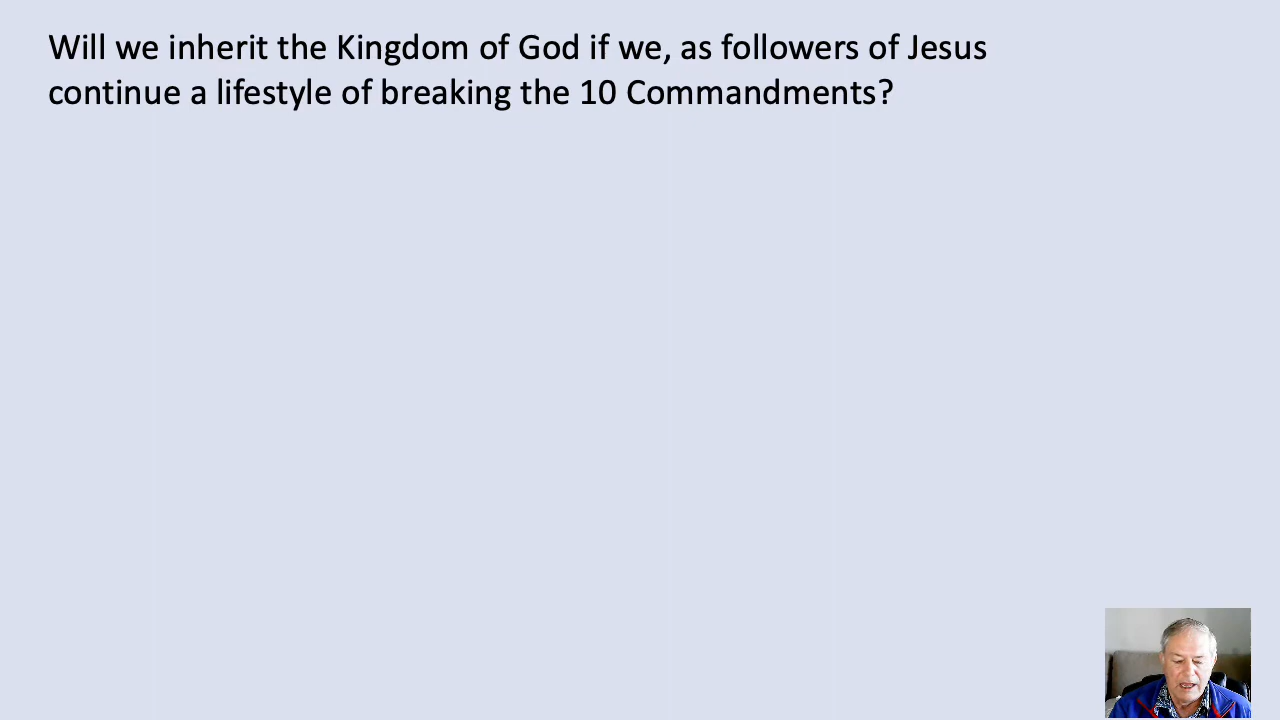 Will we inherit the Kingdom of God if we, as followers of Jesus
continue a lifestyle of breaking the 10 Commandments?